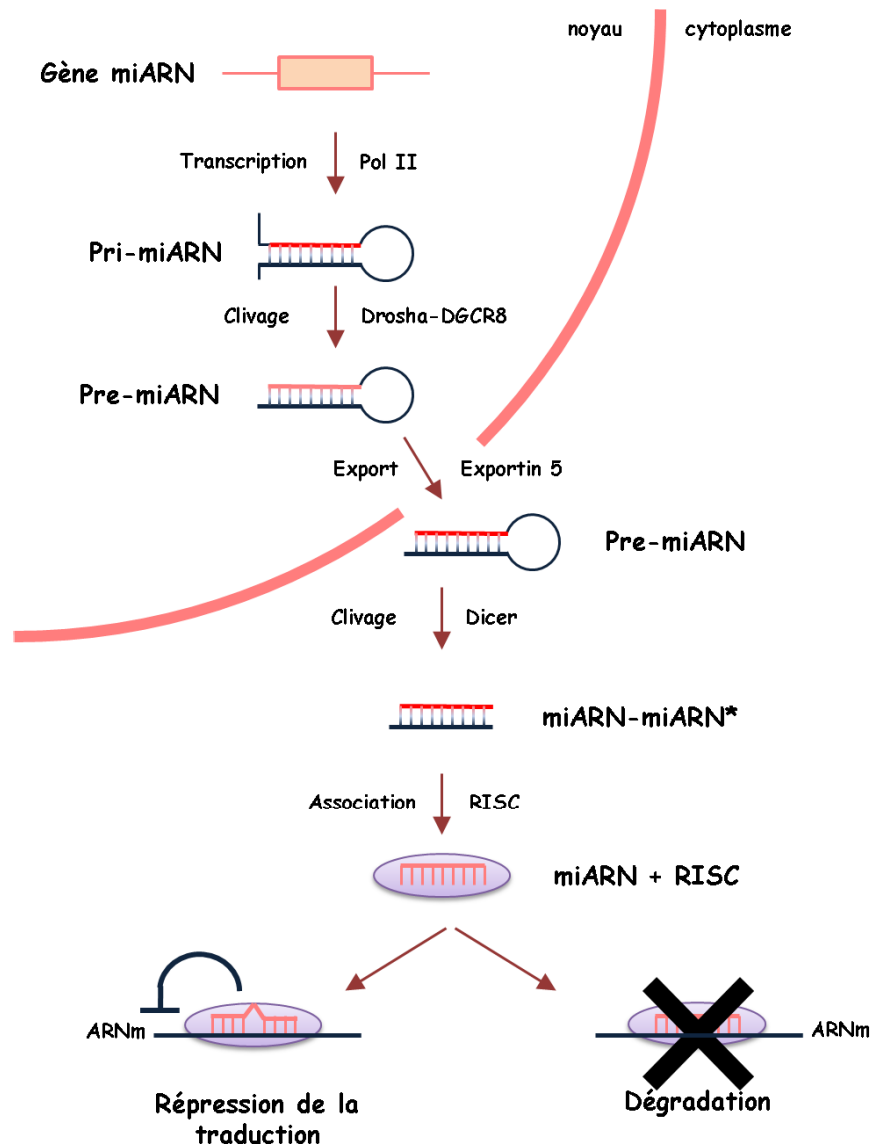 noyau cytoplasme
Gène miARN
Transcription Pol II
Pri-miARN
Clivage Drosha-DGCR8
Pre-miARN
Export Exportin 5
Pre-miARN
Clivage Dicer
miARN-miARN*
Association RISC
miARN + RISC
ARNm
ARNm
Répression de la
traduction
Dégradation